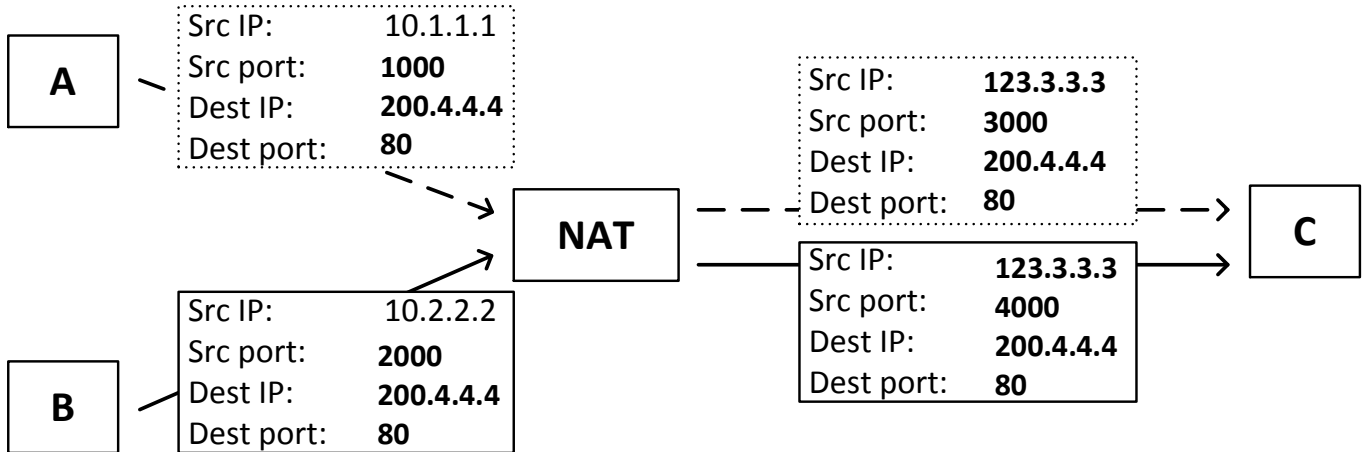 A
Src IP: 10.1.1.1
Src port: 1000
Dest IP: 200.4.4.4
Dest port: 80
B
Src IP: 10.2.2.2
Src port: 2000
Dest IP: 200.4.4.4
Dest port: 80
NAT
Src IP: 123.3.3.3
Src port: 3000
Dest IP: 200.4.4.4
Dest port: 80
Src IP: 123.3.3.3
Src port: 4000
Dest IP: 200.4.4.4
Dest port: 80
C